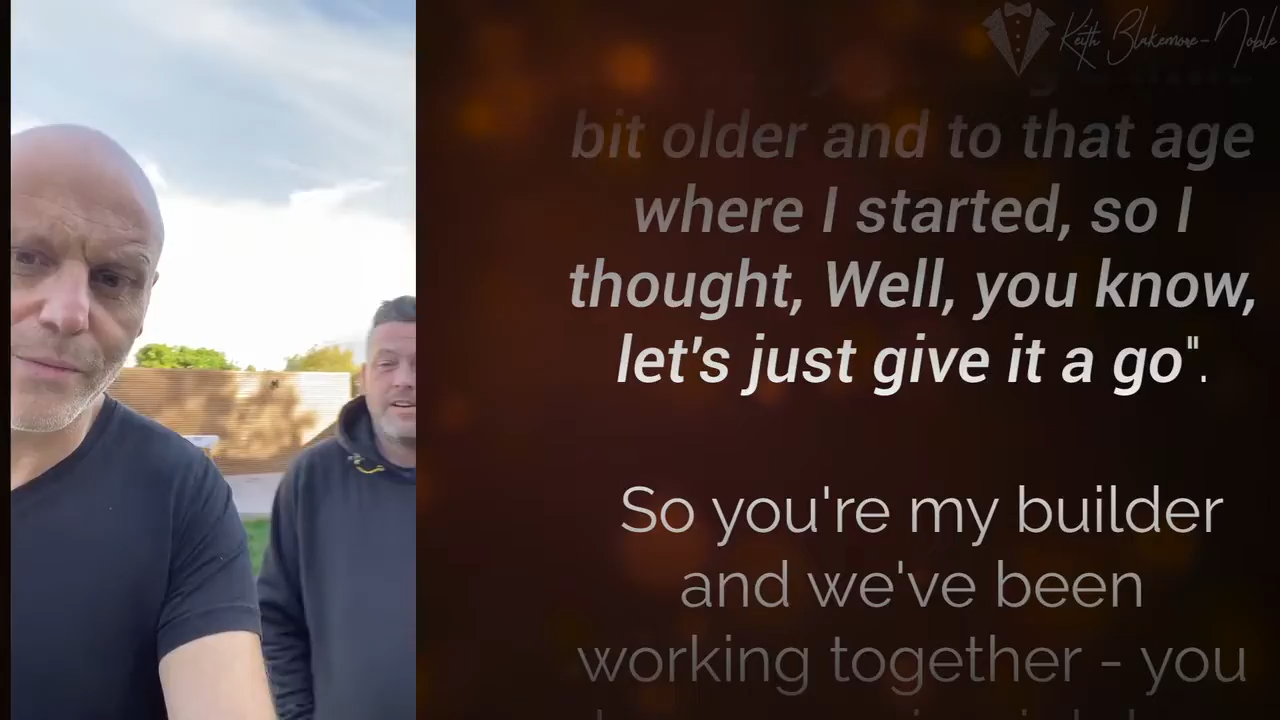 Keith Blakemore-Noble
bit older and to that age
where I started, so I
thought, Well, you know,
let's just give it a go".
So you're my builder
and we've been
working together - you